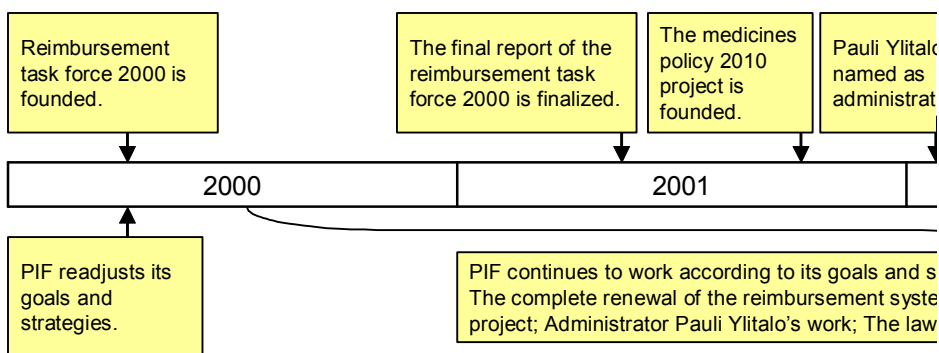 Reimbursement
task force 2000 is
founded.
The final report of the
reimbursement task
force 2000 is finalized.
The medicines
policy 2010
project is
founded.
Pauli Ylitalo
named as
2000
2001
PIF readjusts its
goals and
strategies.
PIF continues to work according to its goals and
The complete renewal of the reimbursement
project; Administrator Pauli Ylitalo's work; The law